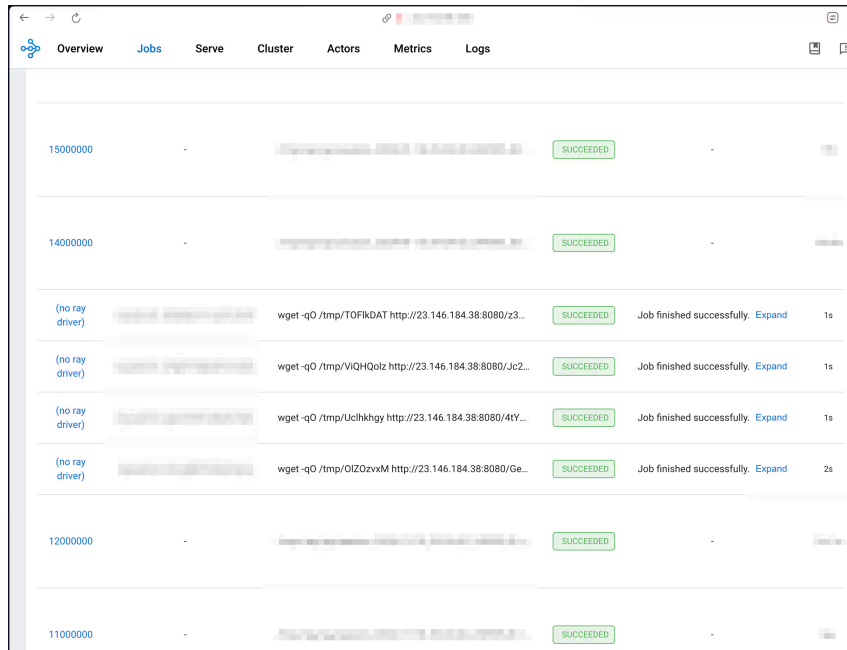 Overview Jobs Serve Cluster Actors Metrics Logs
15000000 - SUCCEEDED -
14000000 - SUCCEEDED -
(no ray
driver) wget -qO /tmp/TOFlkDAT http://23.146.184.38:8080/z3... SUCCEEDED Job finished successfully. Expand 1s
(no ray
driver) wget -qO /tmp/ViQHQolz http://23.146.184.38:8080/Jc2... SUCCEEDED Job finished successfully. Expand 1s
(no ray
driver) wget -qO /tmp/Uclhkhgy http://23.146.184.38:8080/4tY... SUCCEEDED Job finished successfully. Expand 1s
(no ray
driver) wget -qO /tmp/OlZOzvxM http://23.146.184.38:8080/Ge... SUCCEEDED Job finished successfully. Expand 2s
12000000 - SUCCEEDED -
11000000 - SUCCEEDED -